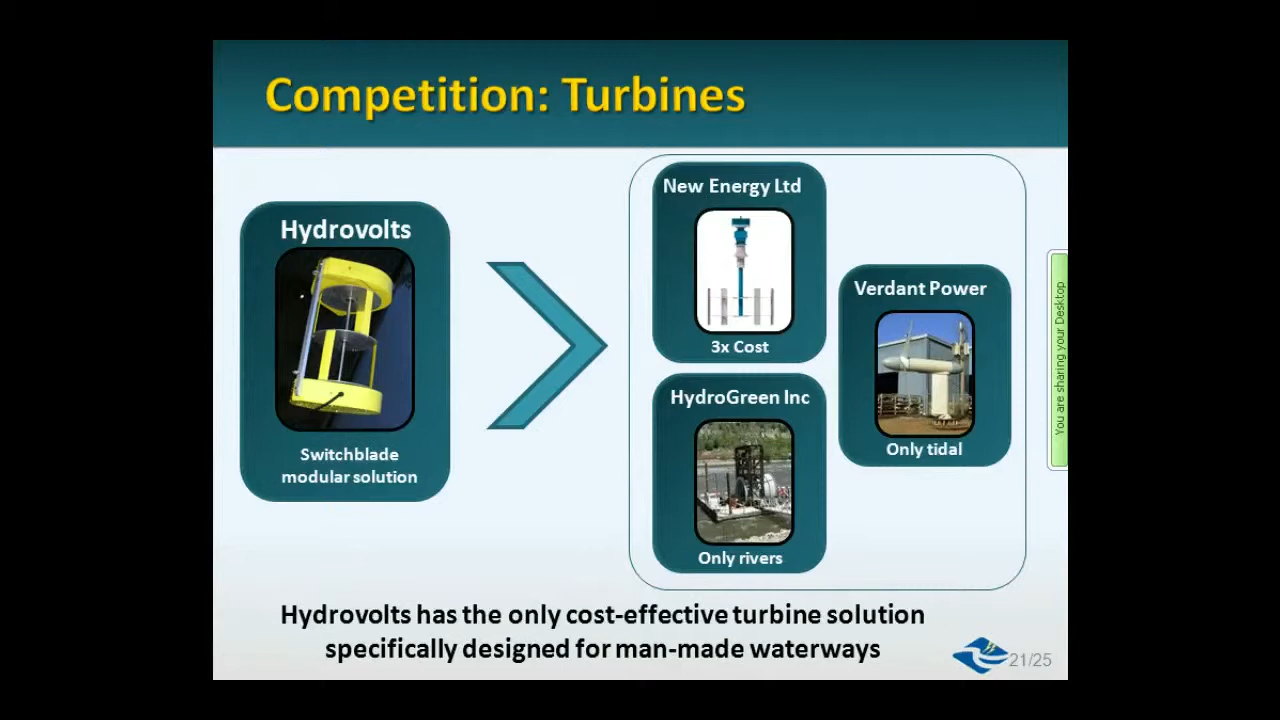 Competition: Turbines
Hydrovolts
Switchblade
modular solution
New Energy Ltd
3x Cost
HydroGreen Inc
Only rivers
Verdant Power
Only tidal
You are sharing your Desktop
Hydrovolts has the only cost-effective turbine solution
specifically designed for man-made waterways
21/25